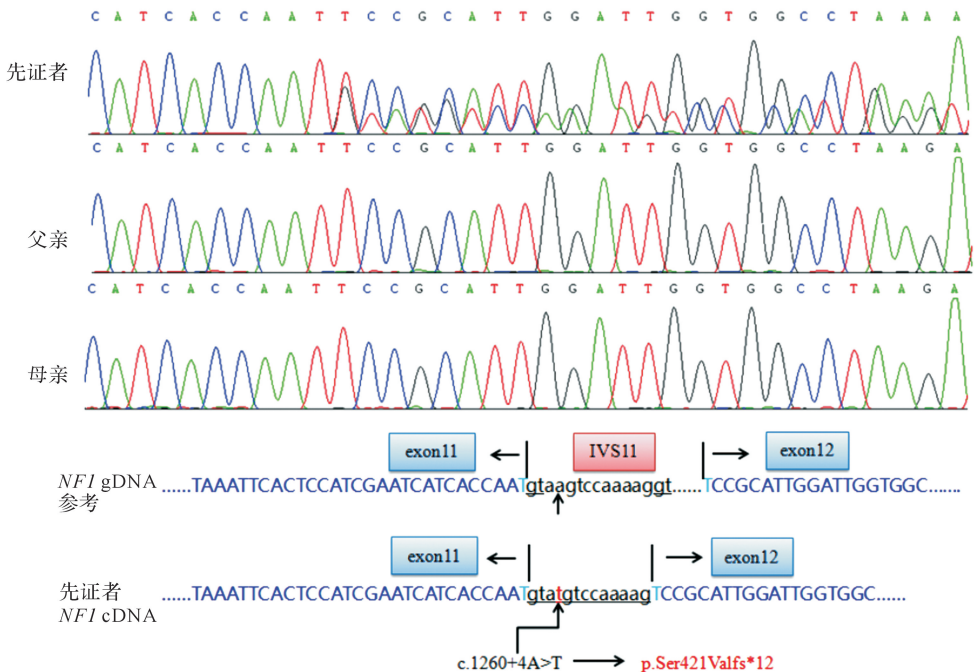 C A T C A C C A A T T C C G C A T T G G A T T G G T G G C C T A A A A
先证者
C A T C A C C A A T T C C G C A T T G G A T T G G T G G C C T A A G A
父亲
C A T C A C C A A T T C C G C A T T G G A T T G G T G G C C T A A G A
母亲
exon11 IVS11 exon12
NF1 gDNA
参考
......TAAATTCACTCCATCGAATCATCACCAATgtaagtccaaaaggt......TCCGCATTGGATTGGTGGC.......
exon11 exon12
先证者
NF1 cDNA
......TAAATTCACTCCATCGAATCATCACCAATgtatgtccaaaagTCCGCATTGGATTGGTGGC......
c.1260+4A>T p.Ser421Valfs*12